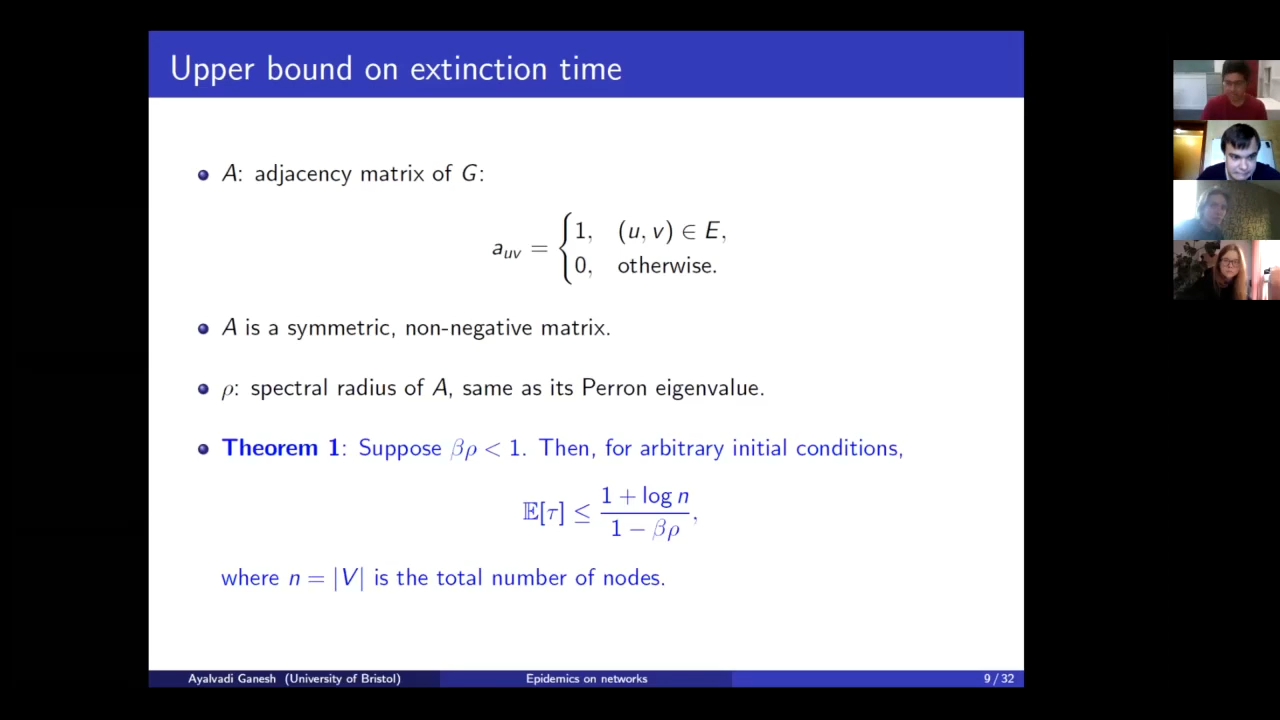 Upper bound on extinction time
A: adjacency matrix of G:
a_{uv} = { 1, (u, v) ∈ E,
0, otherwise.
A is a symmetric, non-negative matrix.
ρ: spectral radius of A, same as its Perron eigenvalue.
Theorem 1: Suppose βρ < 1. Then, for arbitrary initial conditions,
𝔼[τ] ≤ (1 + log n) / (1 − βρ),
where n = |V| is the total number of nodes.
Ayalvadi Ganesh (University of Bristol) Epidemics on networks 9 / 32